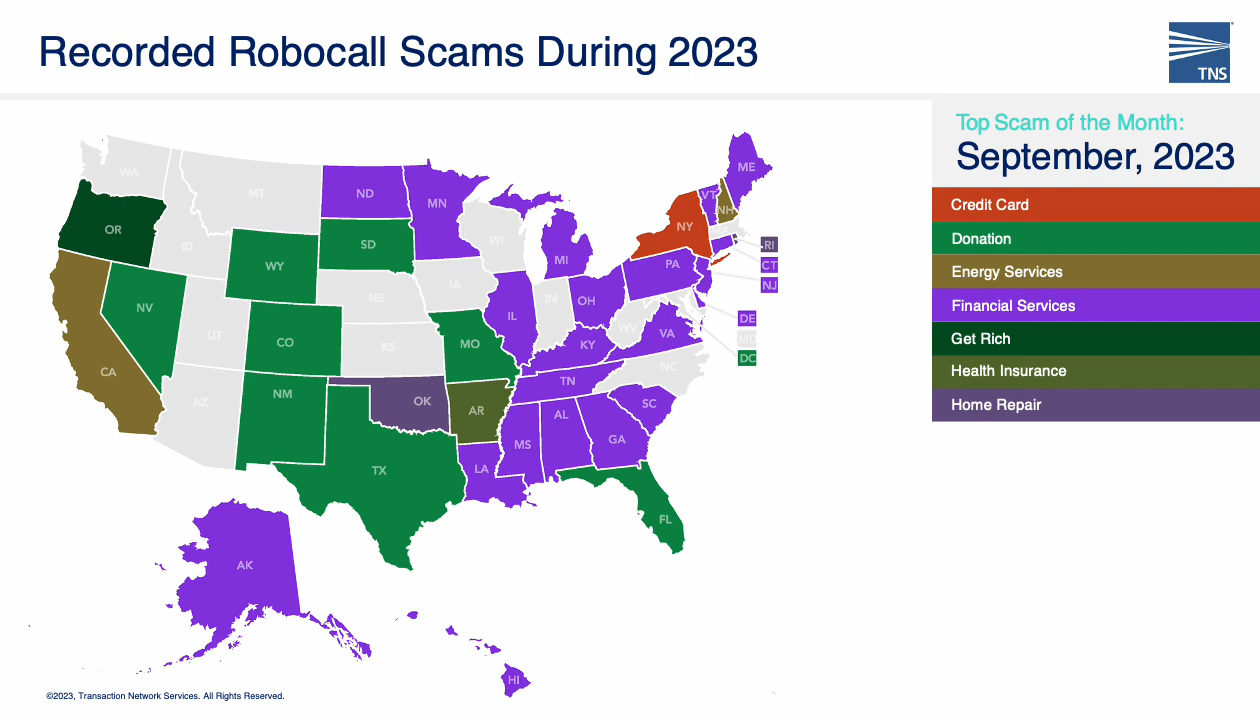 Recorded Robocall Scams During 2023
TNS
Top Scam of the Month:
September, 2023
Credit Card
Donation
Energy Services
Financial Services
Get Rich
Health Insurance
Home Repair
WA
MT
ND
MN
ME
VT
NH
OR
ID
SD
WI
NY
MA
RI
WY
MI
PA
CT
NJ
NV
NE
IA
IL
IN
OH
DE
UT
CO
KS
MO
WV
VA
MD
KY
DC
CA
AZ
NM
OK
AR
TN
NC
SC
TX
LA
MS
AL
GA
FL
AK
HI
©2023, Transaction Network Services. All Rights Reserved.